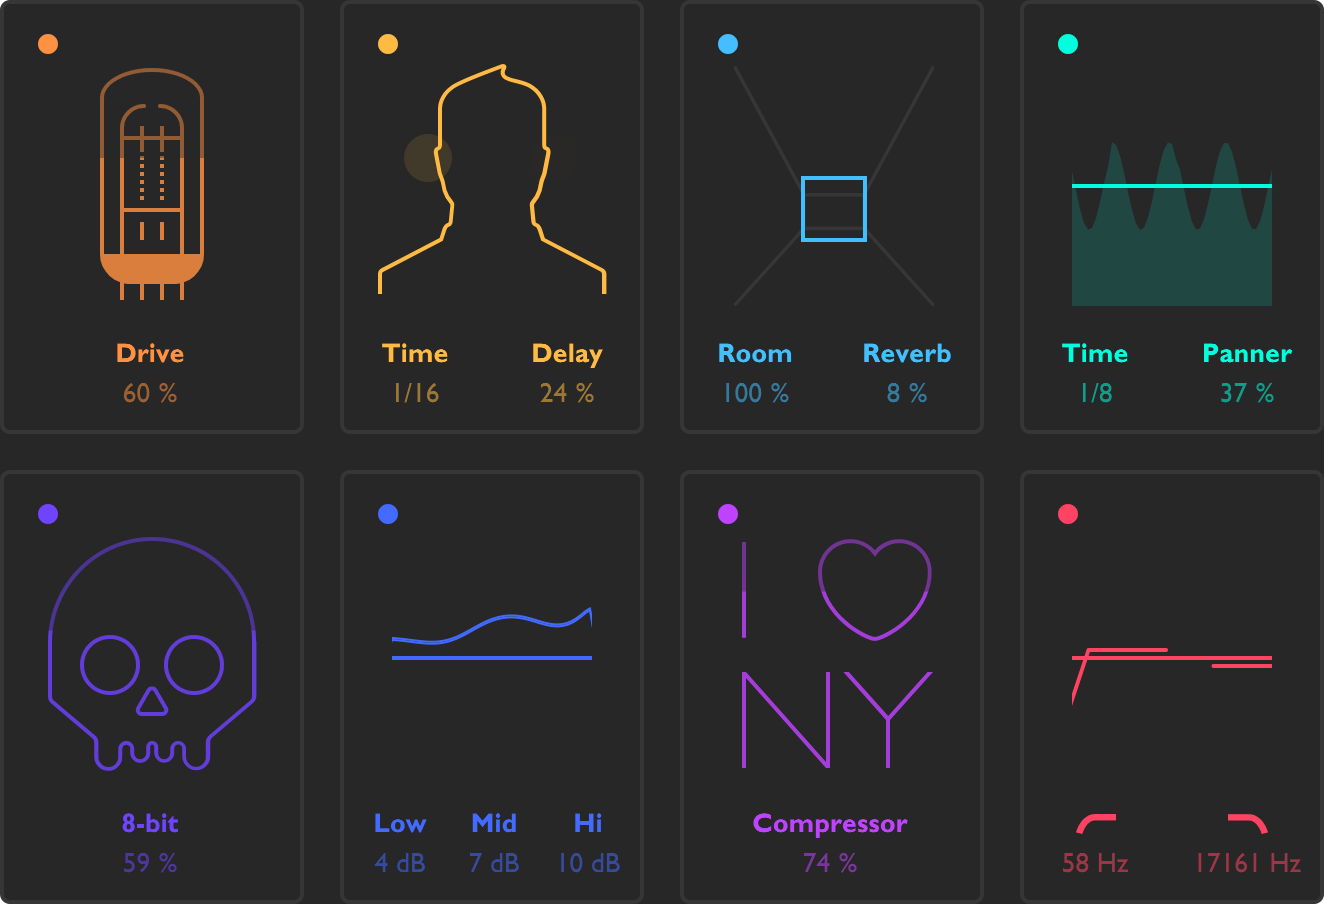 Drive
60 %
Time Delay
1/16 24 %
Room Reverb
100 % 8 %
Time Panner
1/8 37 %
8-bit
59 %
Low Mid Hi
4 dB 7 dB 10 dB
I
NY
Compressor
74 %
58 Hz 17161 Hz